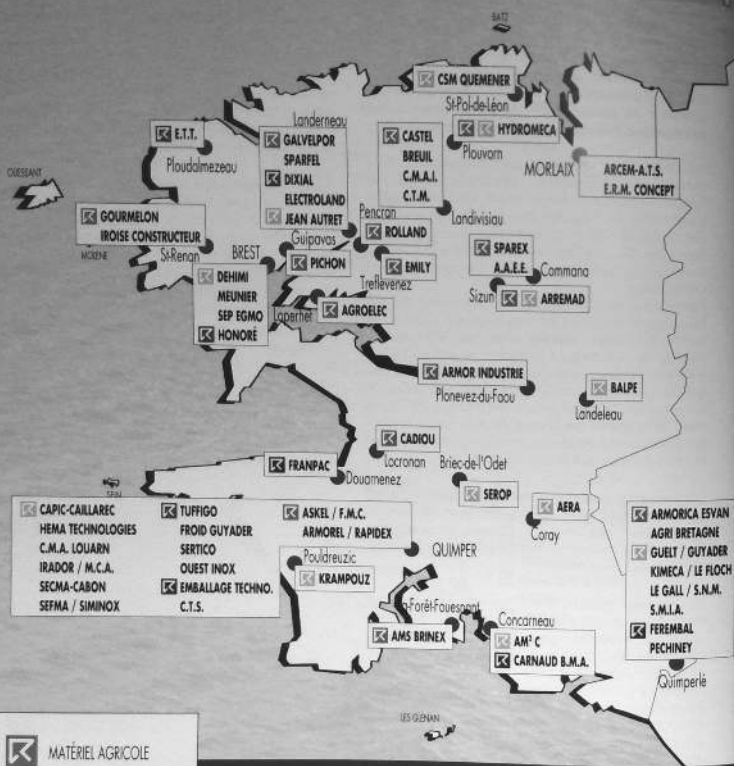 BATZ
CSM QUEMENER
St-Pol-de-Léon
Landerneau
E.T.T.
Ploudalmezeau
GALVELPOR
SPARFEL
DIXIAL
ELECTROLAND
JEAN AUTRET
CASTEL
BREUIL
C.M.A.I.
C.T.M.
HYDROMECA
Plouvorn
MORLAIX
ARCEM-A.T.S.
E.R.M. CONCEPT
OUESSANT
Landivisiau
GOURMELON
IROISE CONSTRUCTEUR
MOLENE
St-Renan
Pencran
ROLLAND
Guipavas
BREST
PICHON
EMILY
Treflevenez
SPAREX
A.A.E.E.
Commana
Sizun
ARREMAD
DEHIMI
MEUNIER
SEP EGMO
HONORÉ
Loperhet
AGROELEC
ARMOR INDUSTRIE
Plonevez-du-Faou
BALPE
Landeleau
CADIOU
Locronan
FRANPAC
Douarnenez
Briec-de-l'Odet
SEROP
AERA
Coray
SEIN
CAPIC-CAILLAREC
HEMA TECHNOLOGIES
C.M.A. LOUARN
IRADOR / M.C.A.
SECMA-CABON
SEFMA / SIMINOX
TUFFIGO
FROID GUYADER
SERTICO
OUEST INOX
EMBALLAGE TECHNO.
C.T.S.
ASKEL / F.M.C.
ARMOREL / RAPIDEX
QUIMPER
Pouldreuzic
KRAMPOUZ
ARMORICA ESVAN
AGRI BRETAGNE
GUELT / GUYADER
KIMECA / LE FLOCH
LE GALL / S.N.M.
S.M.I.A.
FEREMBAL
PECHINEY
Quimperlé
a-Forêt-Fouesnant
AMS BRINEX
Concarneau
AM³ C
CARNAUD B.M.A.
LES GLENAN
MATÉRIEL AGRICOLE